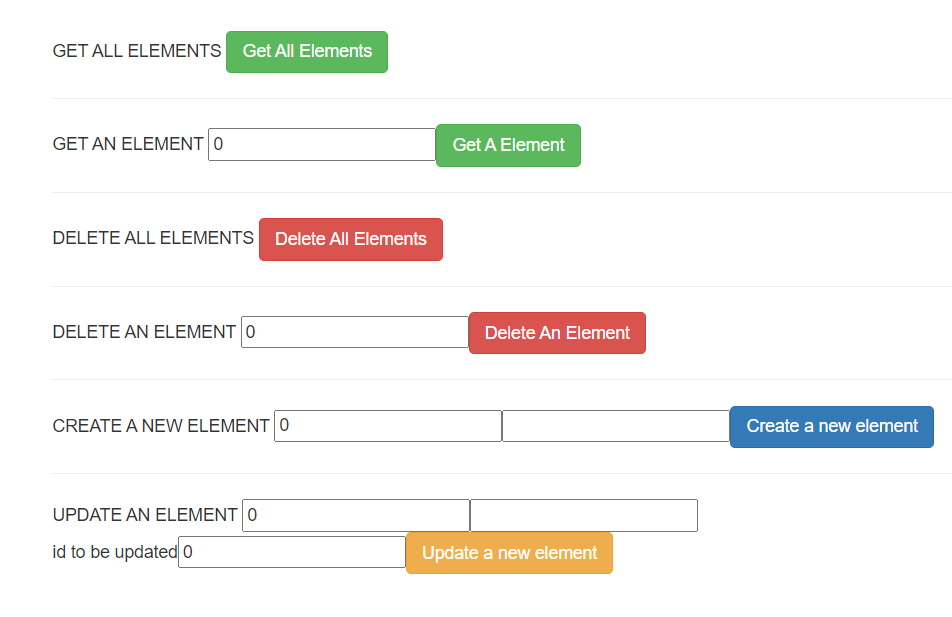 GET ALL ELEMENTS Get All Elements
GET AN ELEMENT 0 Get A Element
DELETE ALL ELEMENTS Delete All Elements
DELETE AN ELEMENT 0 Delete An Element
CREATE A NEW ELEMENT 0 Create a new element
UPDATE AN ELEMENT 0
id to be updated 0 Update a new element